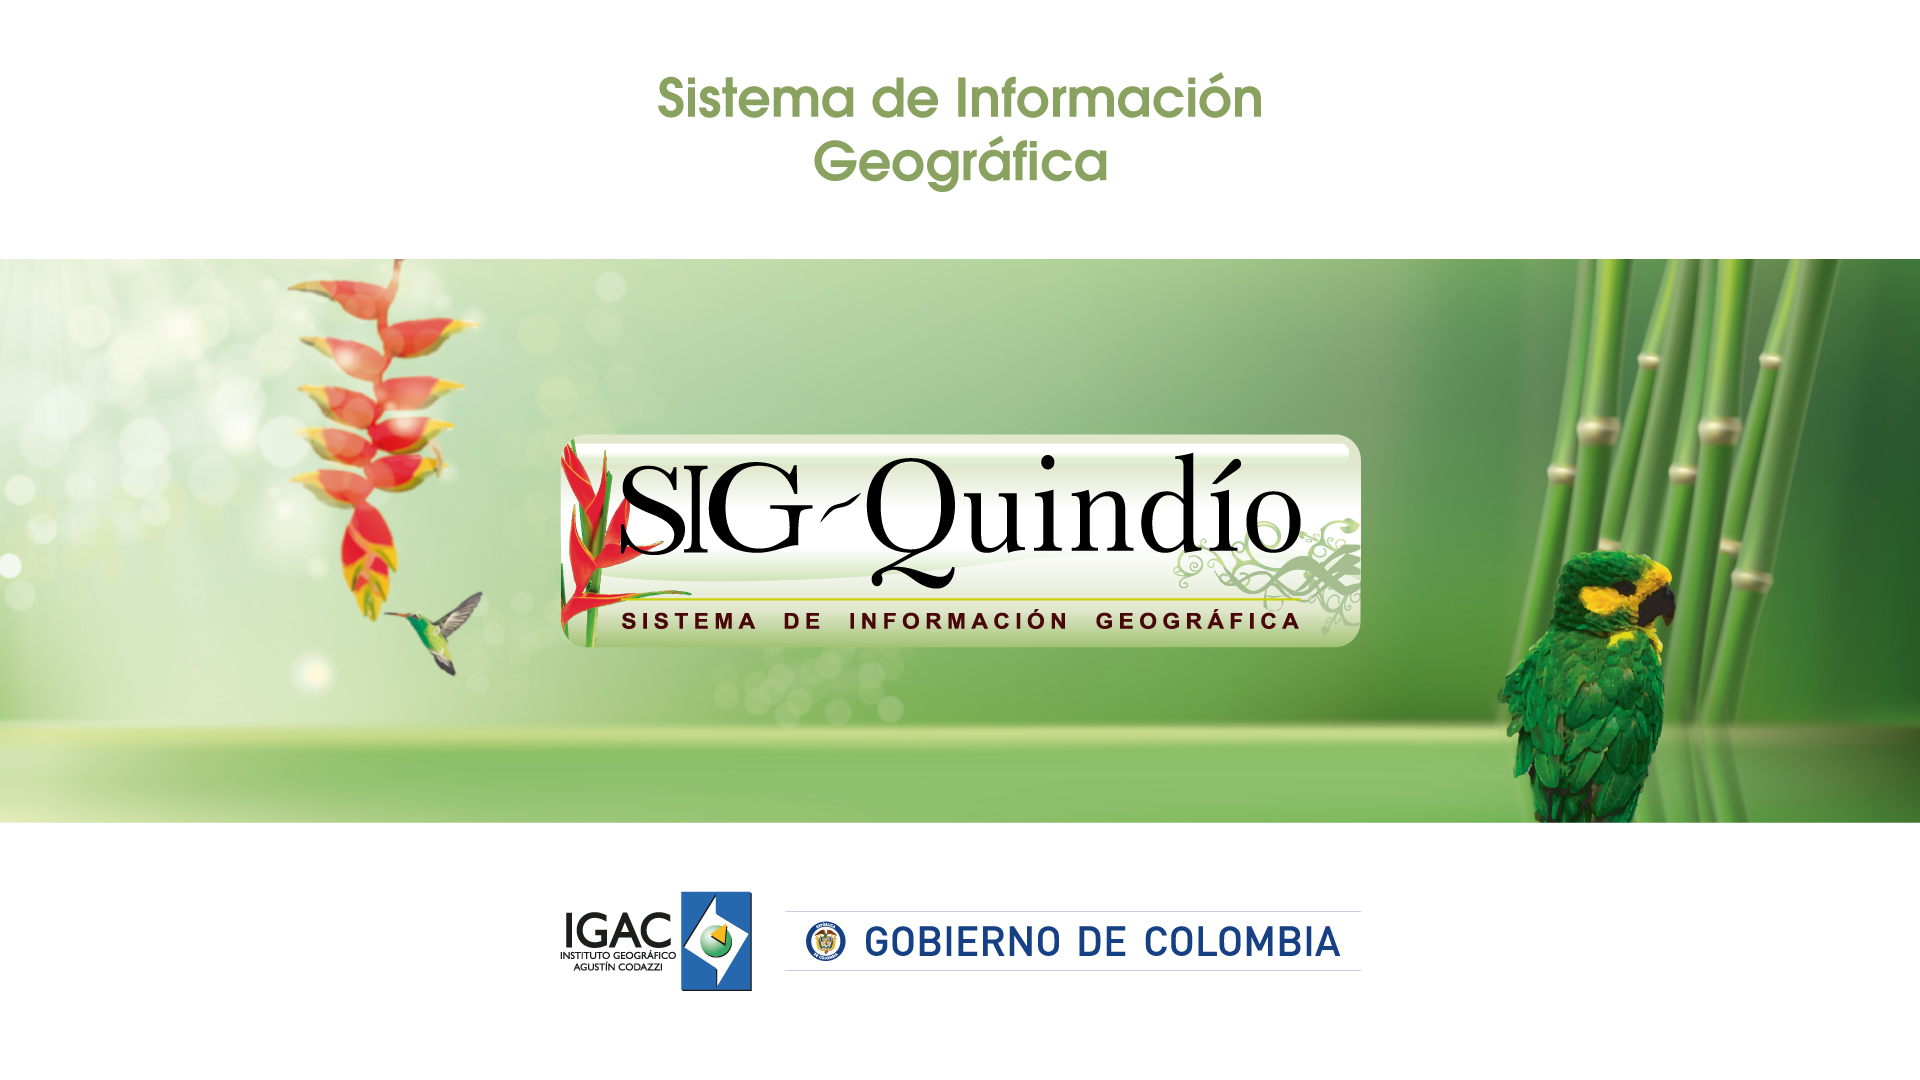 Sistema de Información
Geográfica
SIG-Quindío
SISTEMA DE INFORMACIÓN GEOGRÁFICA
IGAC
INSTITUTO GEOGRÁFICO
AGUSTÍN CODAZZI
GOBIERNO DE COLOMBIA